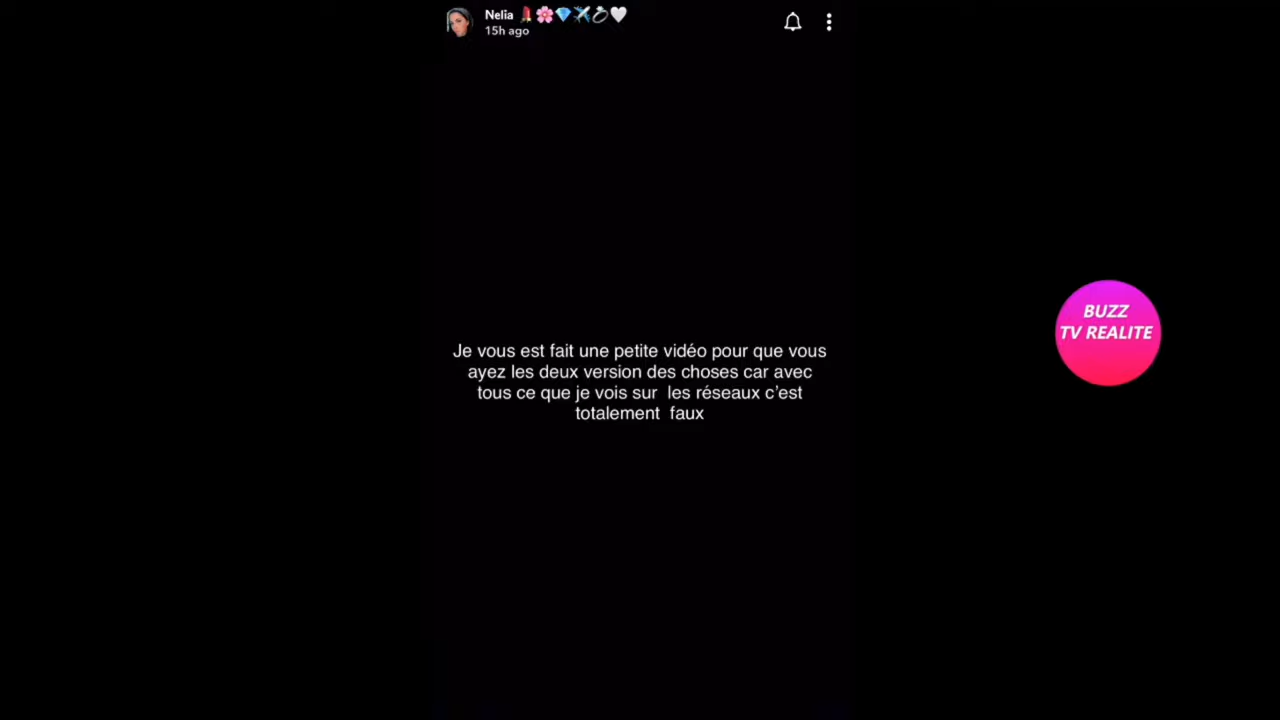 Nelia 💄🌸💎✈️💍🤍
15h ago
BUZZ
TV REALITE
Je vous est fait une petite vidéo pour que vous
ayez les deux version des choses car avec
tous ce que je vois sur les réseaux c’est
totalement faux